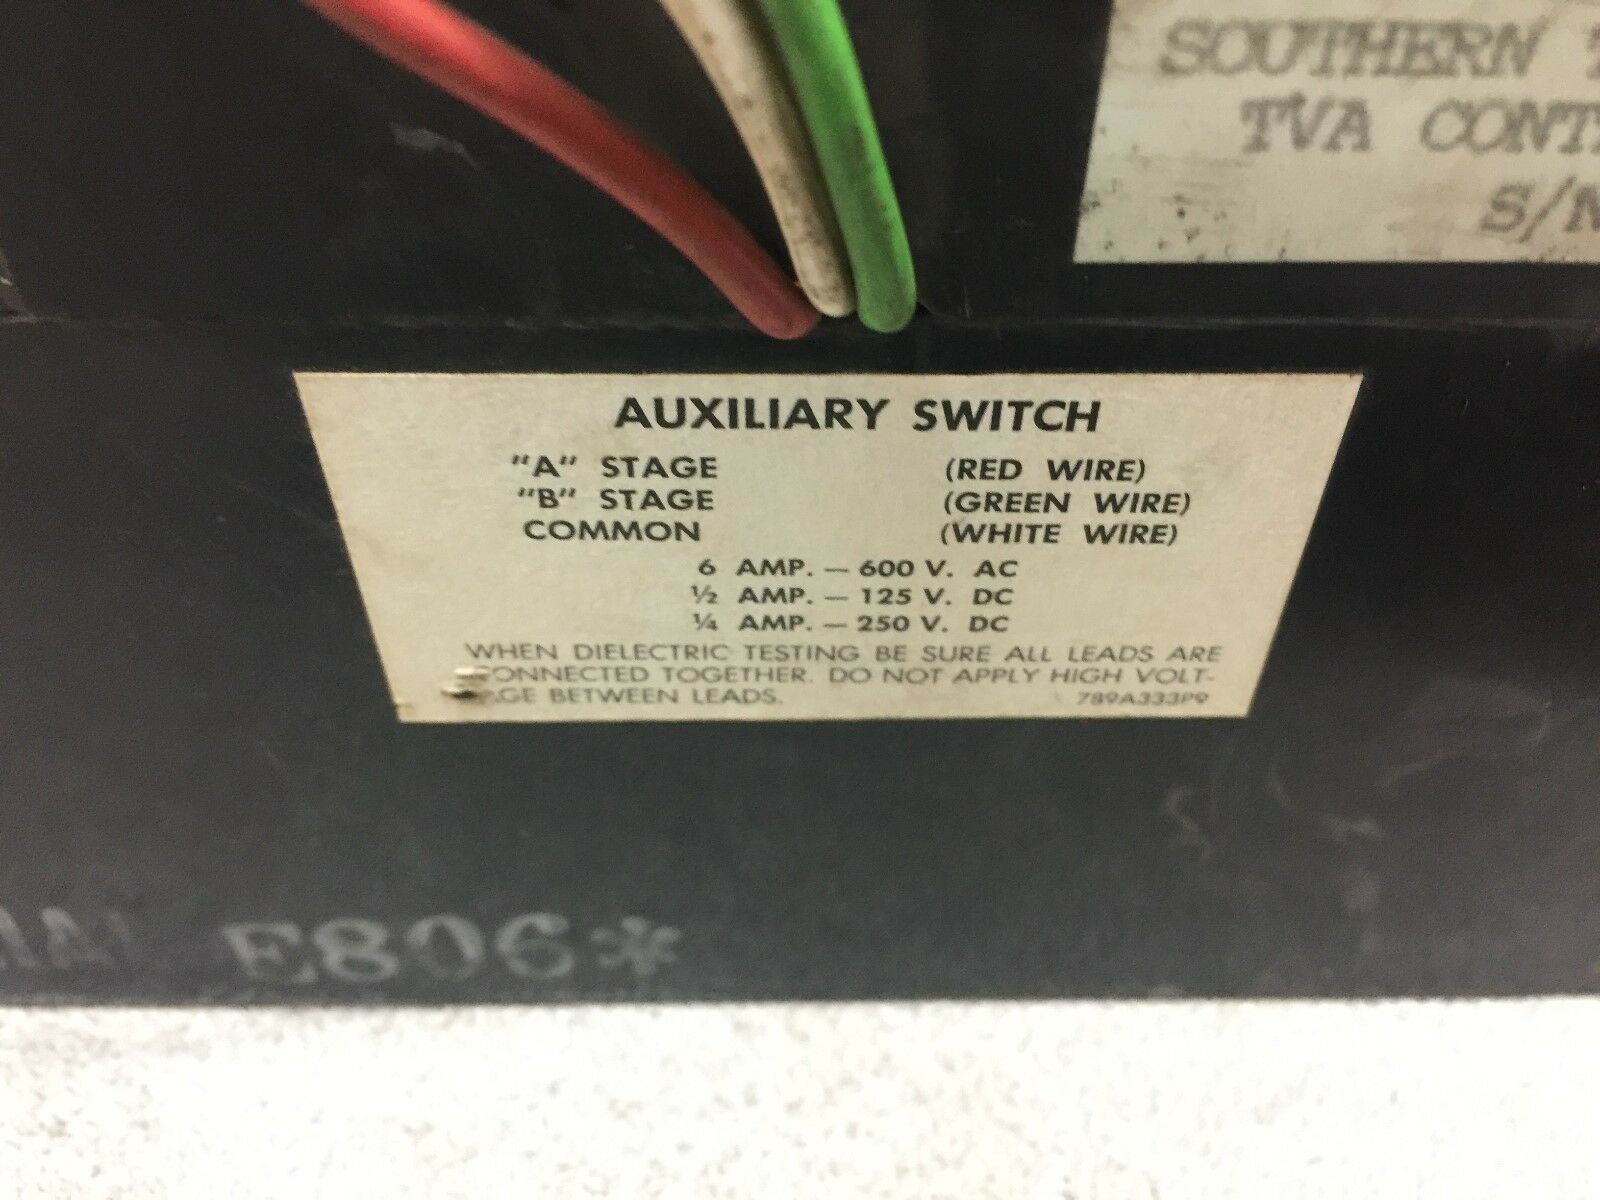 SOUTHERN
TVA CONT
S/N
AUXILIARY SWITCH
"A" STAGE (RED WIRE)
"B" STAGE (GREEN WIRE)
COMMON (WHITE WIRE)
6 AMP. — 600 V. AC
½ AMP. — 125 V. DC
¼ AMP. — 250 V. DC
WHEN DIELECTRIC TESTING BE SURE ALL LEADS ARE
CONNECTED TOGETHER. DO NOT APPLY HIGH VOLT-
AGE BETWEEN LEADS. 789A333P9
E806*